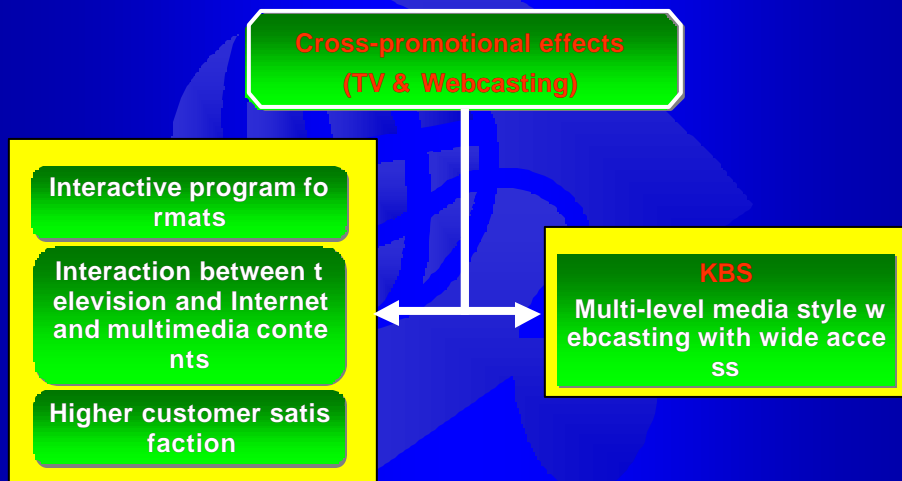 Cross-promotional effects
(TV & Webcasting)
Interactive program fo
rmats
Interaction between t
elevision and Internet
and multimedia conte
nts
Higher customer satis
faction
KBS
Multi-level media style w
ebcasting with wide acce
ss